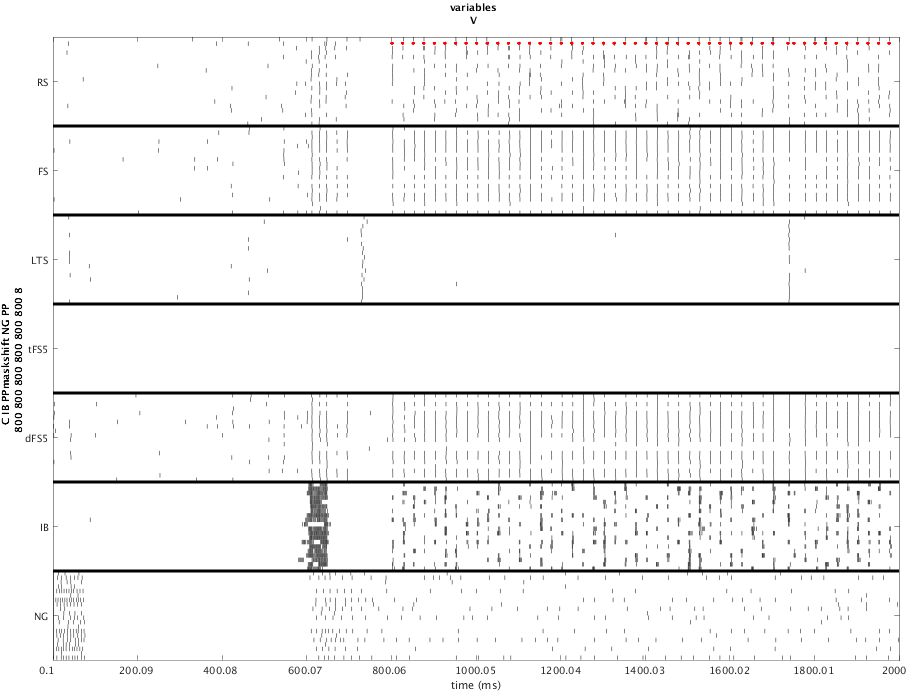 variables
V
C IB PPmaskshift NG PP
800 800 800 800 800 800 8
RS
FS
LTS
tFS5
dFS5
IB
NG
0.1 200.09 400.08 600.07 800.06 1000.05 1200.04 1400.03 1600.02 1800.01 2000
time (ms)